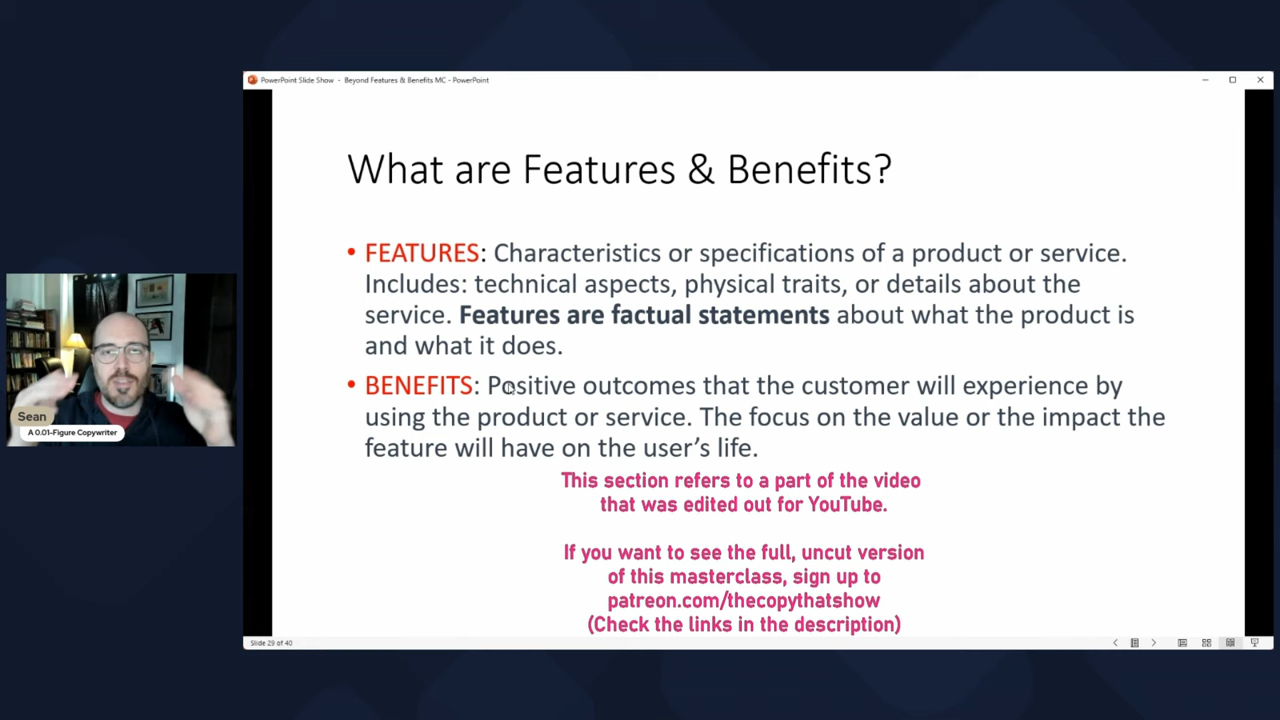 PowerPoint Slide Show - Beyond Features & Benefits MC - PowerPoint
What are Features & Benefits?
• FEATURES: Characteristics or specifications of a product or service.
Includes: technical aspects, physical traits, or details about the
service. Features are factual statements about what the product is
and what it does.
• BENEFITS: Positive outcomes that the customer will experience by
using the product or service. The focus on the value or the impact the
feature will have on the user’s life.
This section refers to a part of the video
that was edited out for YouTube.
If you want to see the full, uncut version
of this masterclass, sign up to
patreon.com/thecopythatshow
(Check the links in the description)
Sean
A 0.01-Figure Copywriter
Slide 29 of 40